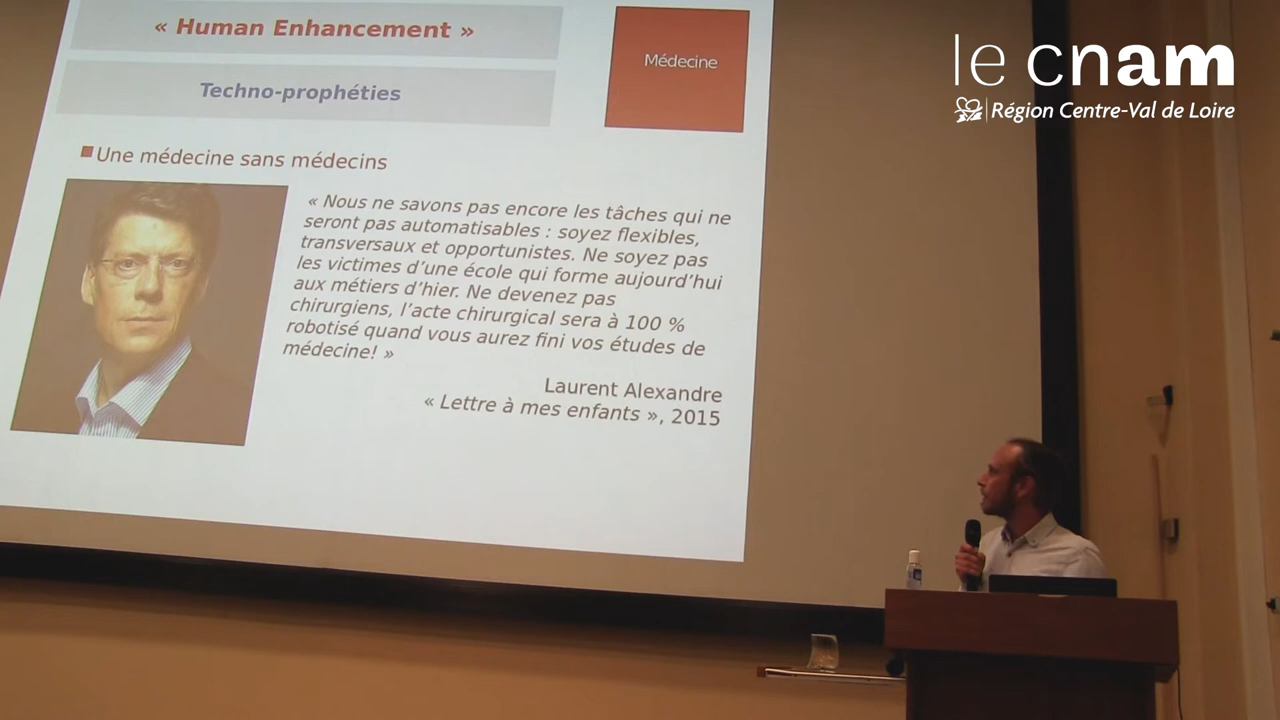 « Human Enhancement »
Médecine
Techno-prophéties
Une médecine sans médecins
« Nous ne savons pas encore les tâches qui ne
seront pas automatisables : soyez flexibles,
transversaux et opportunistes. Ne soyez pas
les victimes d’une école qui forme aujourd’hui
aux métiers d’hier. Ne devenez pas
chirurgiens, l’acte chirurgical sera à 100 %
robotisé quand vous aurez fini vos études de
médecine! »
Laurent Alexandre
« Lettre à mes enfants », 2015
le cnam
Région Centre-Val de Loire